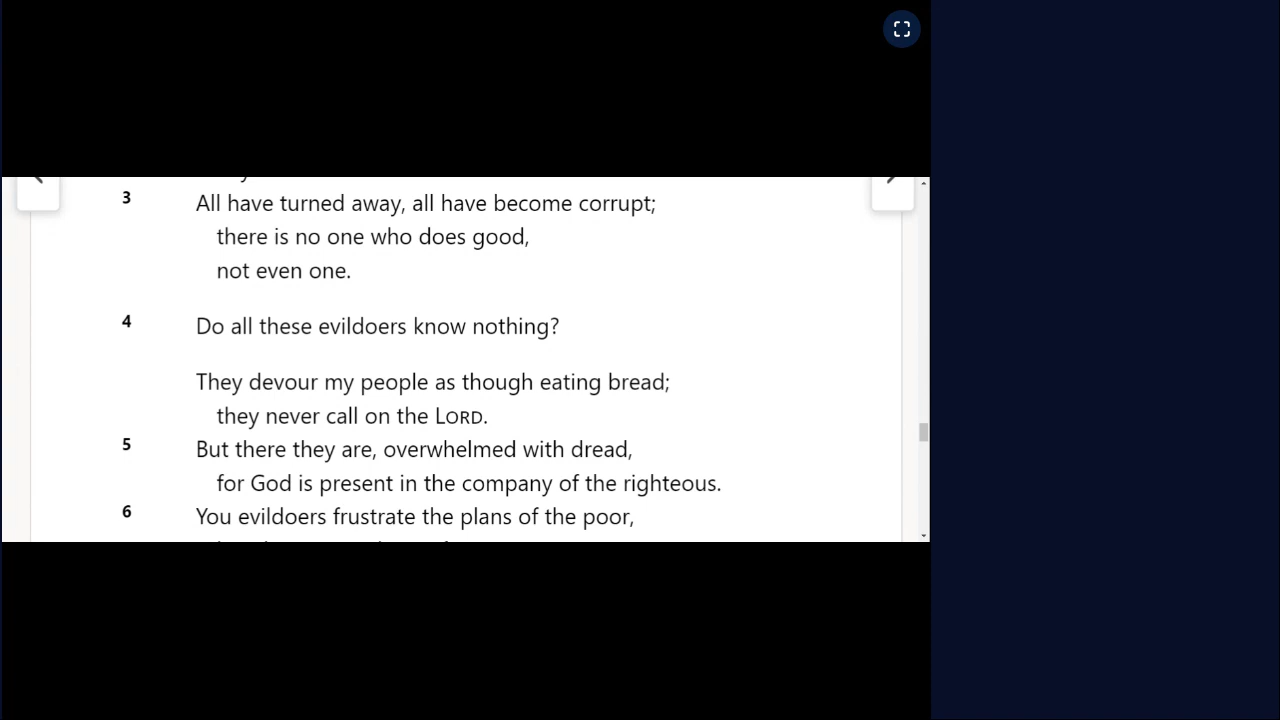 3 All have turned away, all have become corrupt;
there is no one who does good,
not even one.
4 Do all these evildoers know nothing?
They devour my people as though eating bread;
they never call on the LORD.
5 But there they are, overwhelmed with dread,
for God is present in the company of the righteous.
6 You evildoers frustrate the plans of the poor,